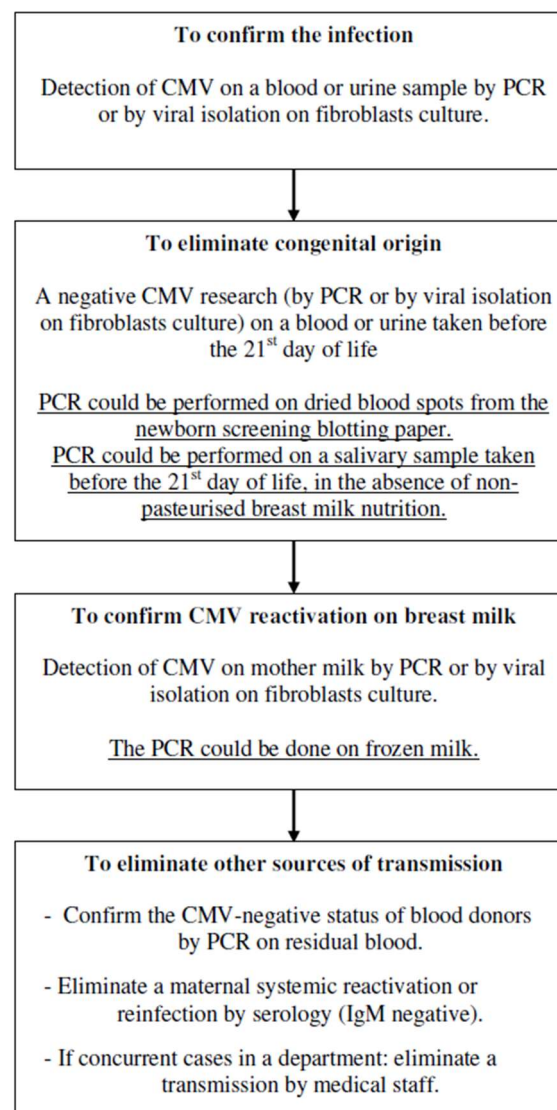 To confirm the infection
Detection of CMV on a blood or urine sample by PCR
or by viral isolation on fibroblasts culture.
To eliminate congenital origin
A negative CMV research (by PCR or by viral isolation
on fibroblasts culture) on a blood or urine taken before
the 21st day of life
PCR could be performed on dried blood spots from the
newborn screening blotting paper.
PCR could be performed on a salivary sample taken
before the 21st day of life, in the absence of non-
pasteurised breast milk nutrition.
To confirm CMV reactivation on breast milk
Detection of CMV on mother milk by PCR or by viral
isolation on fibroblasts culture.
The PCR could be done on frozen milk.
To eliminate other sources of transmission
- Confirm the CMV-negative status of blood donors
by PCR on residual blood.
- Eliminate a maternal systemic reactivation or
reinfection by serology (IgM negative).
- If concurrent cases in a department: eliminate a
transmission by medical staff.